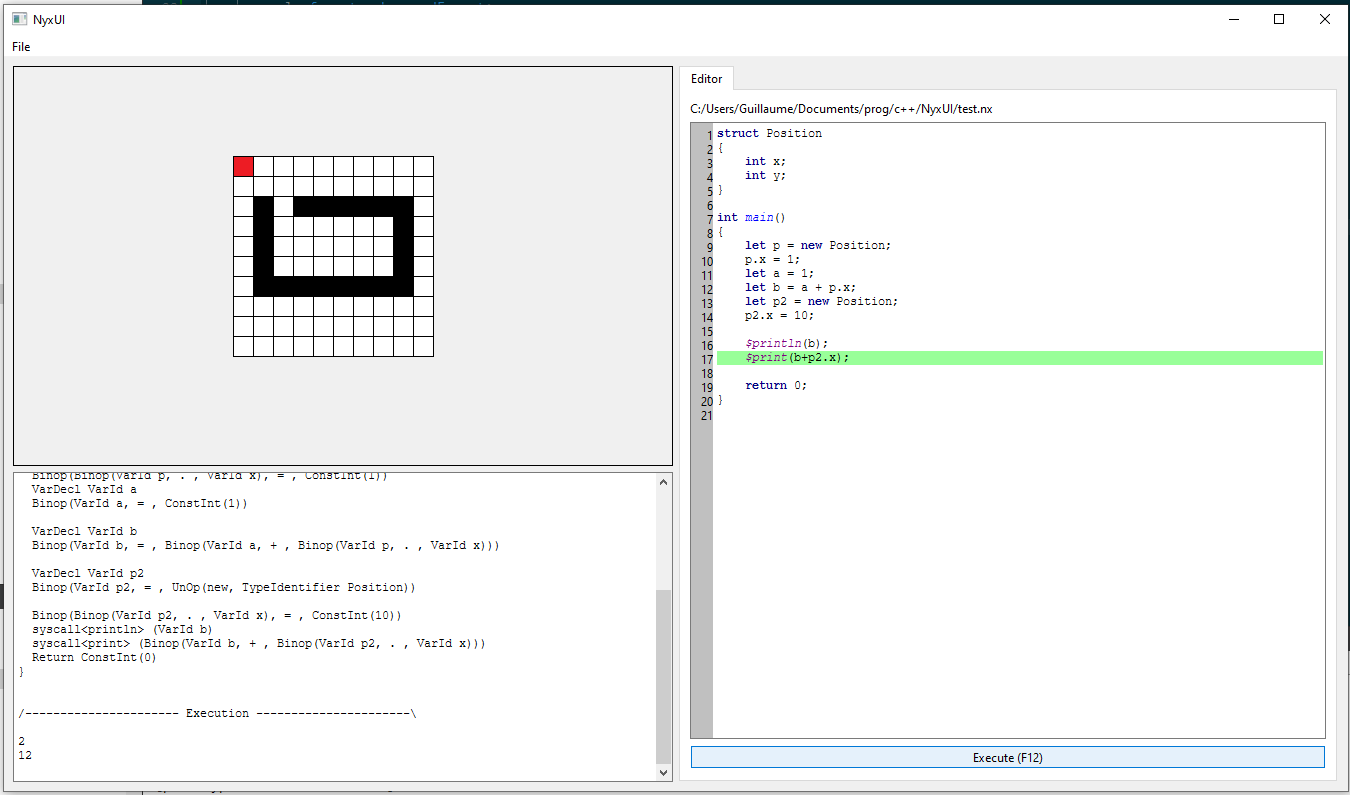 NyxUI
File
Binop(Binop(VarId p, . , VarId x), = , ConstInt(1))
VarDecl VarId a
Binop(VarId a, = , ConstInt(1))
VarDecl VarId b
Binop(VarId b, = , Binop(VarId a, + , Binop(VarId p, . , VarId x)))
VarDecl VarId p2
Binop(VarId p2, = , UnOp(new, TypeIdentifier Position))
Binop(Binop(VarId p2, . , VarId x), = , ConstInt(10))
syscall<println> (VarId b)
syscall<print> (Binop(VarId b, + , Binop(VarId p2, . , VarId x)))
Return ConstInt(0)
}
/---------------------- Execution ----------------------\
2
12
Editor
C:/Users/Guillaume/Documents/prog/c++/NyxUI/test.nx
1 struct Position
2 {
3     int x;
4     int y;
5 }
6
7 int main()
8 {
9     let p = new Position;
10     p.x = 1;
11     let a = 1;
12     let b = a + p.x;
13     let p2 = new Position;
14     p2.x = 10;
15
16     $println(b);
17     $print(b+p2.x);
18
19     return 0;
20 }
21
Execute (F12)